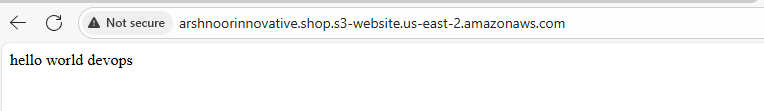 Not secure arshnoorinnovative.shop.s3-website.us-east-2.amazonaws.com
hello world devops